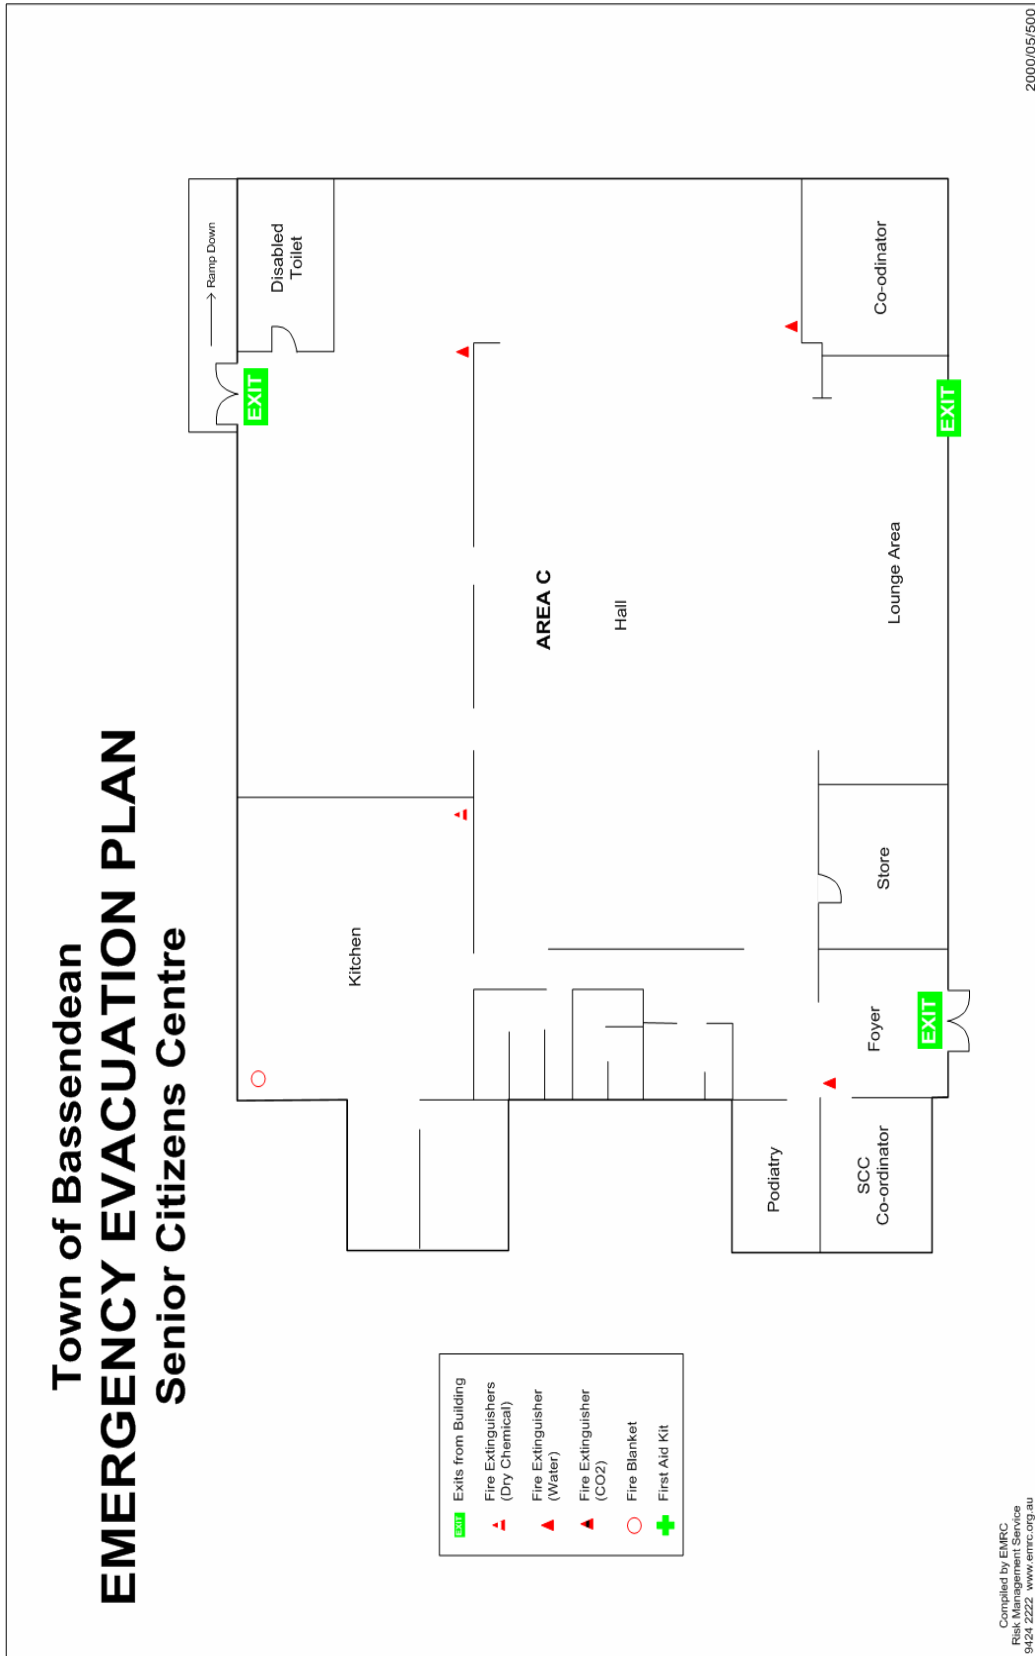 Town of Bassendean
EMERGENCY EVACUATION PLAN
Senior Citizens Centre
Ramp Down
Disabled
Toilet
EXIT
Kitchen
AREA C
Hall
Co-odinator
EXIT
Lounge Area
Store
Foyer
EXIT
Podiatry
SCC
Co-ordinator
EXIT Exits from Building
Fire Extinguishers
(Dry Chemical)
Fire Extinguisher
(Water)
Fire Extinguisher
(CO2)
Fire Blanket
First Aid Kit
Compiled by EMRC
Risk Management Service
9424 2222 www.emrc.org.au
2000/05/500